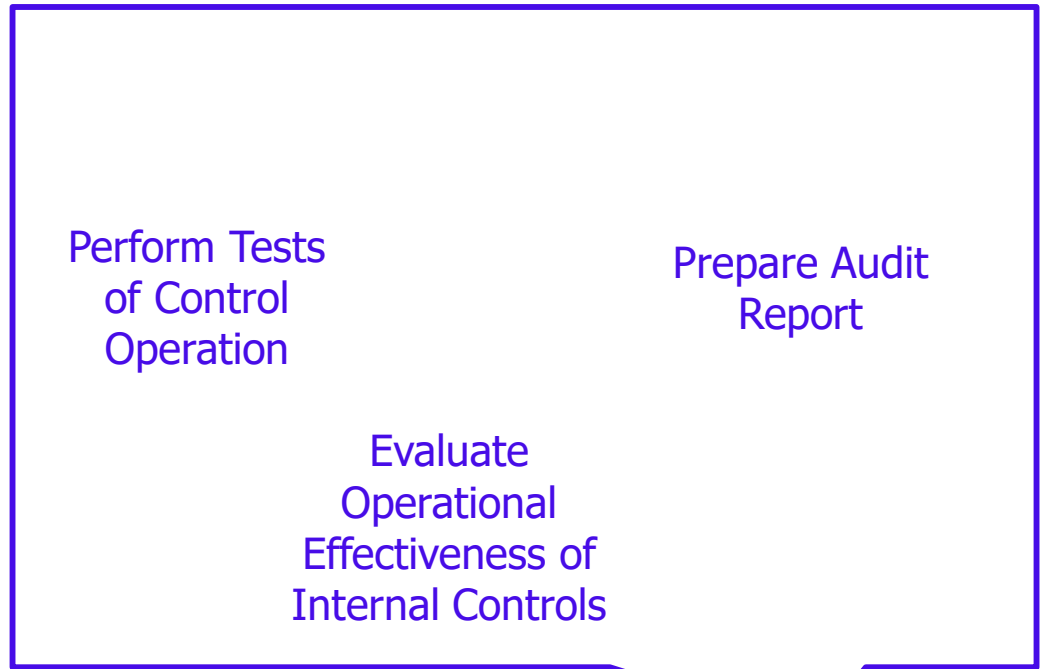 Perform Tests
of Control
Operation
Prepare Audit
Report
Evaluate
Operational
Effectiveness of
Internal Controls